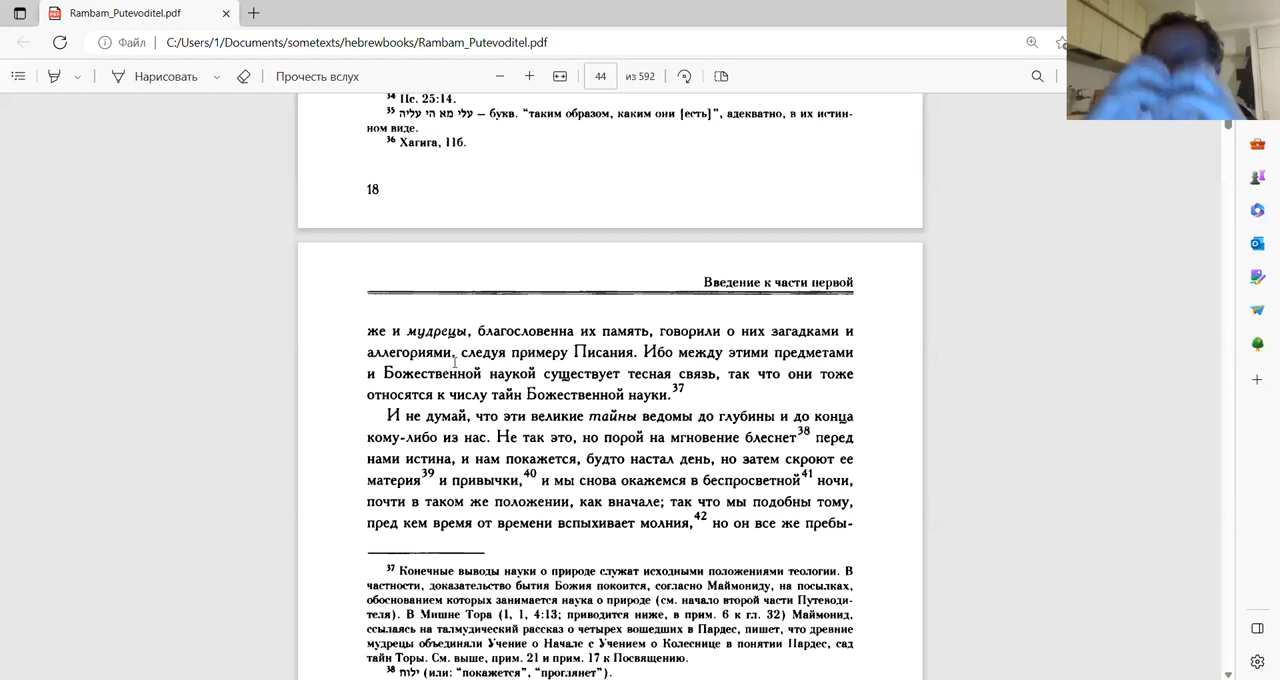 Rambam_Putevoditel.pdf
Файл
C:/Users/1/Documents/sometexts/hebrewbooks/Rambam_Putevoditel.pdf
Нарисовать
Прочесть вслух
44 из 592
34 Пс. 25:14.
35 עלי מא הי עליה – букв. “таким образом, каким они [есть]”, адекватно, в их истин-
ном виде.
36 Хагига, 11б.
18
Введение к части первой
же и мудрецы, благословенна их память, говорили о них загадками и
аллегориями, следуя примеру Писания. Ибо между этими предметами
и Божественной наукой существует тесная связь, так что они тоже
относятся к числу тайн Божественной науки.37
И не думай, что эти великие тайны ведомы до глубины и до конца
кому-либо из нас. Не так это, но порой на мгновение блеснет38 перед
нами истина, и нам покажется, будто настал день, но затем скроют ее
материя39 и привычки,40 и мы снова окажемся в беспросветной41 ночи,
почти в таком же положении, как вначале; так что мы подобны тому,
пред кем время от времени вспыхивает молния,42 но он все же пребы-
37 Конечные выводы науки о природе служат исходными положениями теологии. В
частности, доказательство бытия Божия покоится, согласно Маймониду, на посылках,
обоснованием которых занимается наука о природе (см. начало второй части Путеводи-
теля). В Мишне Тора (1, 1, 4:13; приводится ниже, в прим. 6 к гл. 32) Маймонид,
ссылаясь на талмудический рассказ о четырех вошедших в Пардес, пишет, что древние
мудрецы объединяли Учение о Начале с Учением о Колеснице в понятии Пардес, сад
тайн Торы. См. выше, прим. 21 и прим. 17 к Посвящению.
38 ילוח (или: “покажется”, “проглянет”).